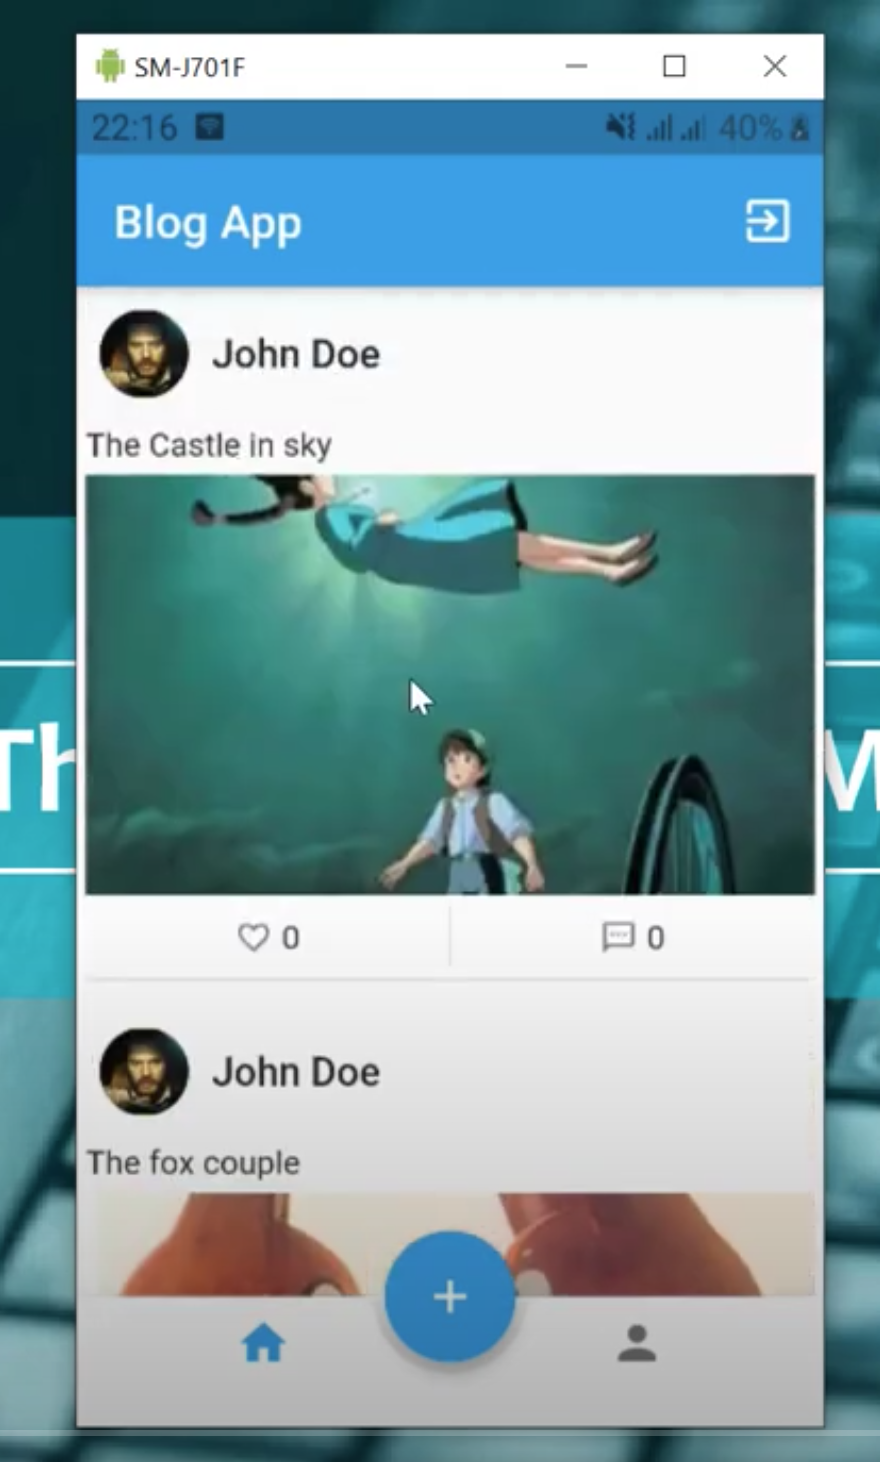 SM-J701F
22:16 40%
Blog App
John Doe
The Castle in sky
Th
M
0 0
John Doe
The fox couple